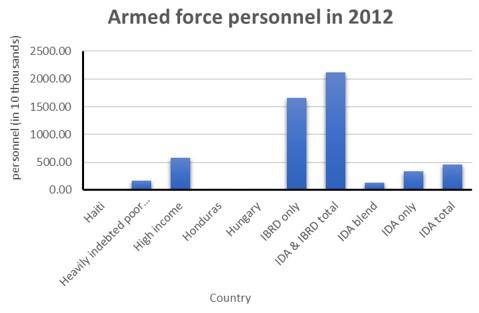 Armed force personnel in 2012
personnel (in 10 thousands)
2500.00
2000.00
1500.00
1000.00
500.00
0.00
Haiti
Heavily indebted poor...
High income
Honduras
Hungary
IBRD only
IDA & IBRD total
IDA blend
IDA only
IDA total
Country